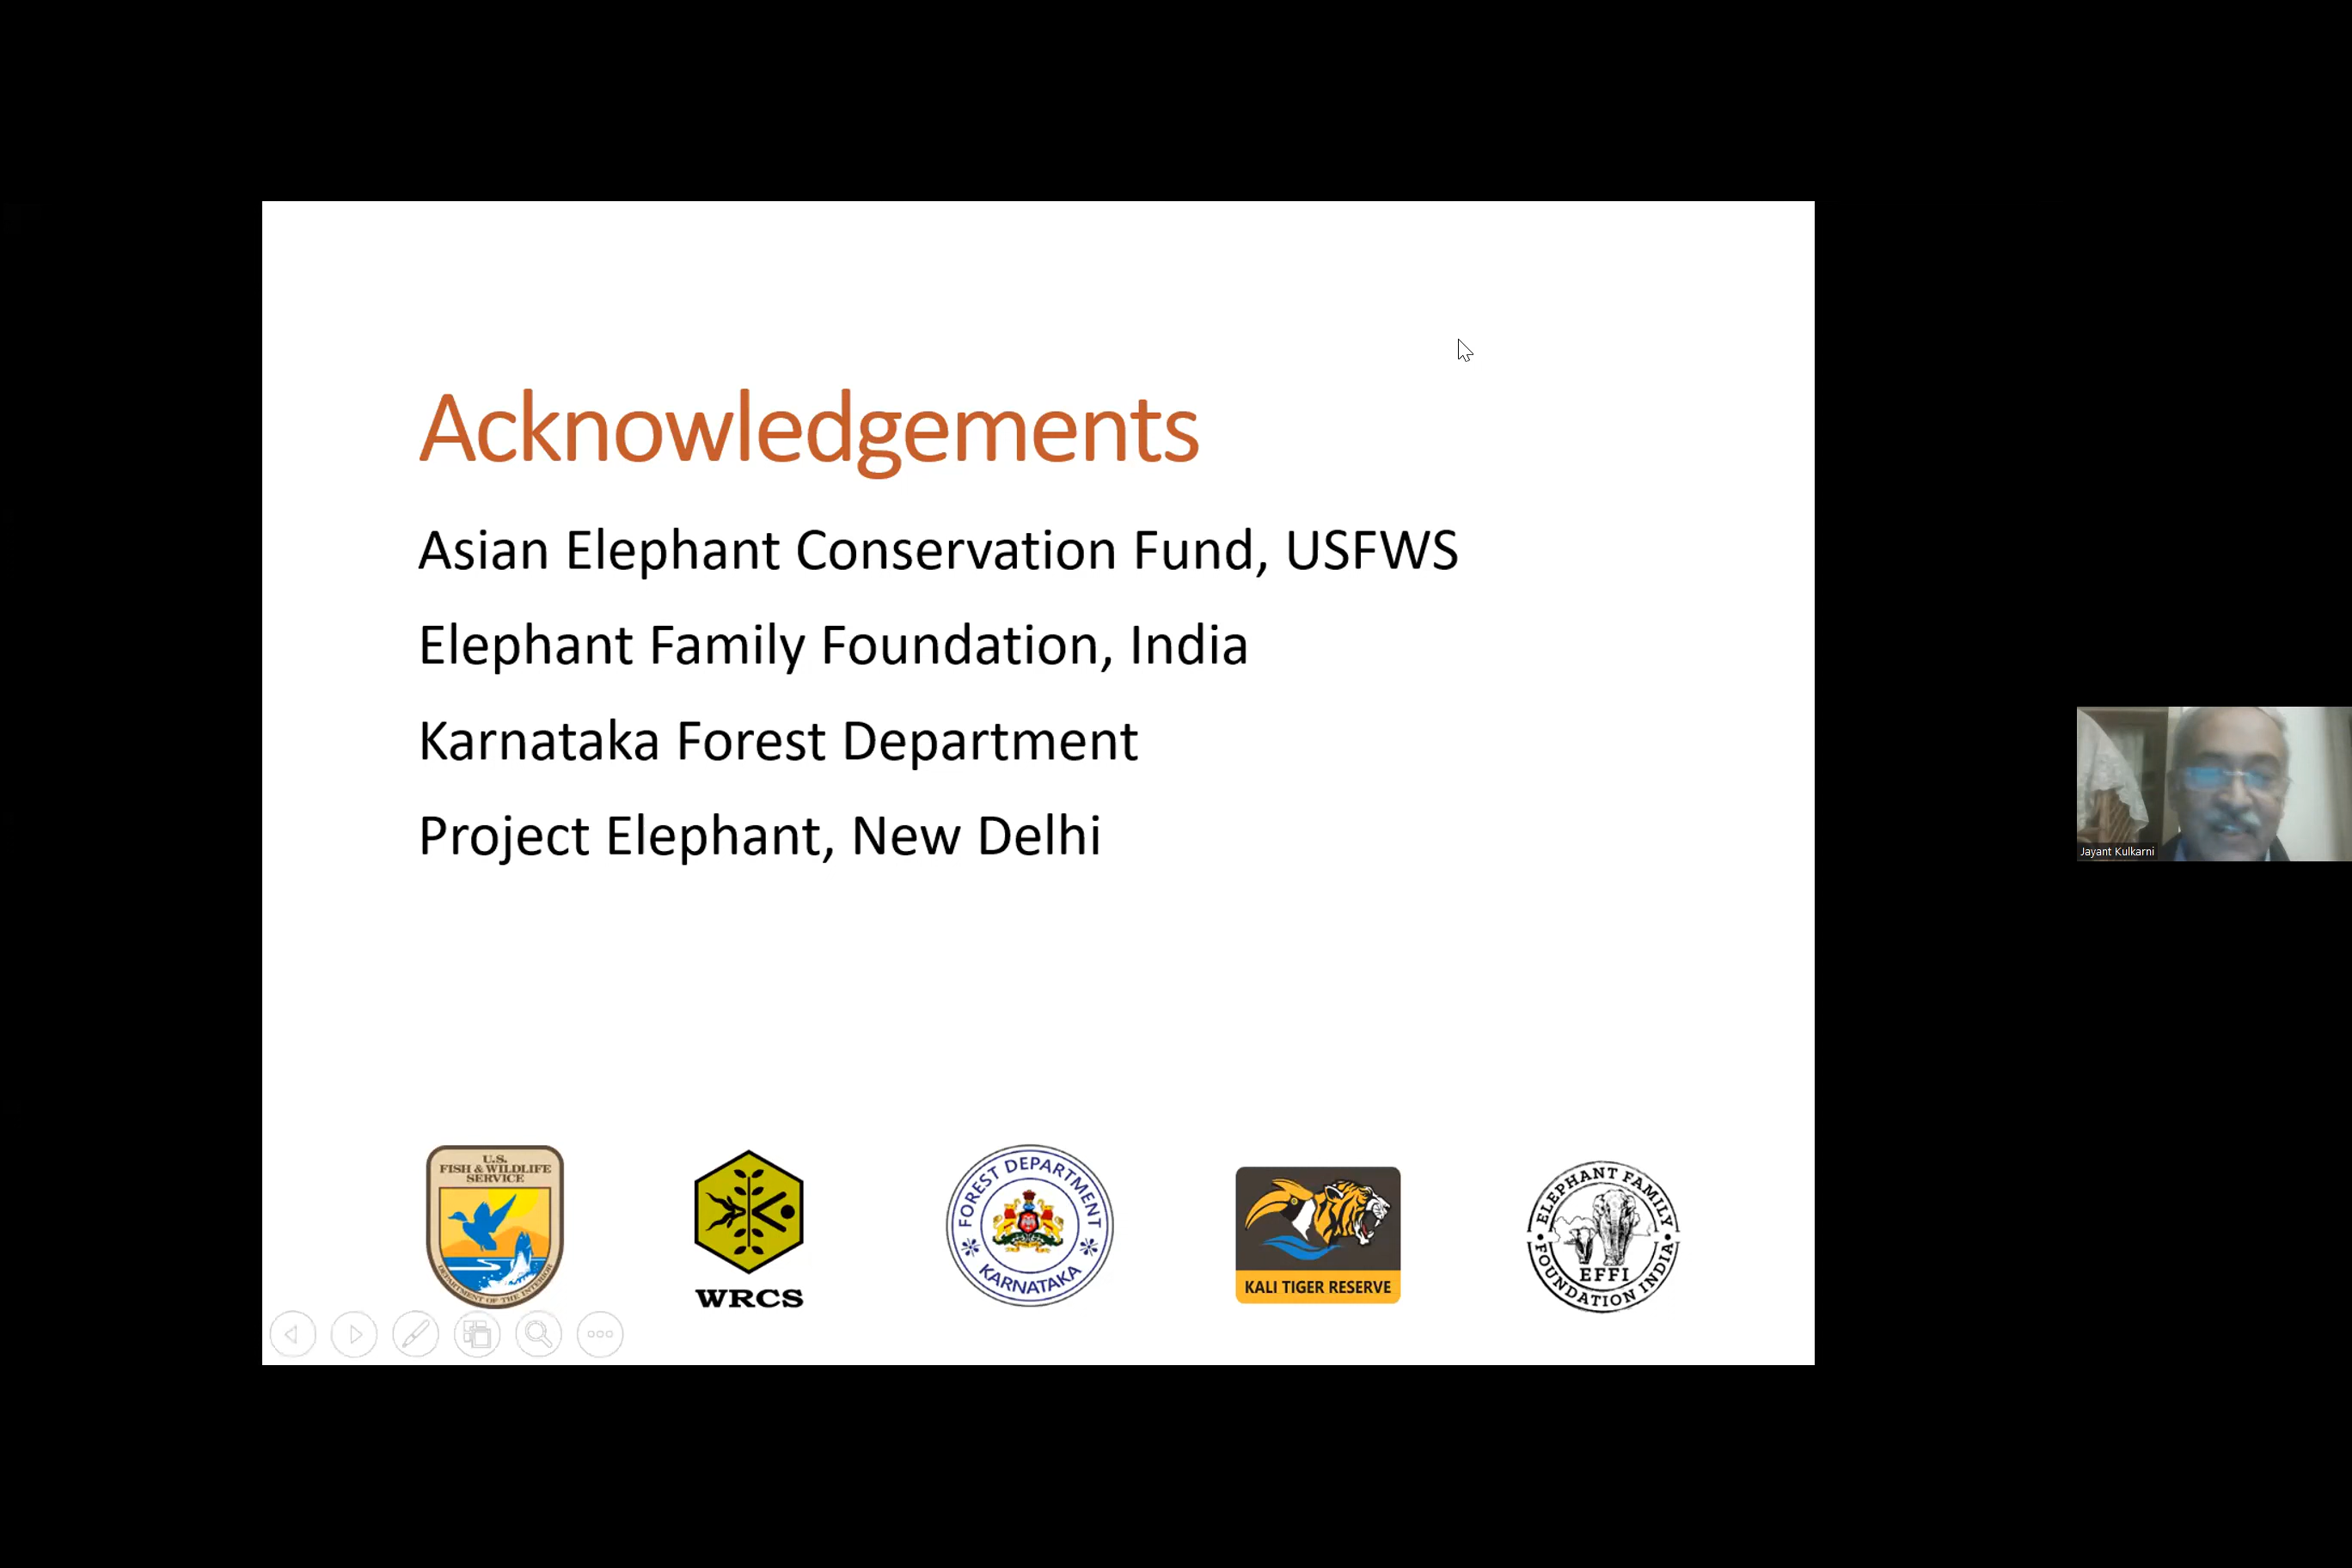 Acknowledgements
Asian Elephant Conservation Fund, USFWS
Elephant Family Foundation, India
Karnataka Forest Department
Project Elephant, New Delhi
Jayant Kulkarni
U.S.
FISH & WILDLIFE
SERVICE
DEPARTMENT OF THE INTERIOR
WRCS
FOREST DEPARTMENT
KARNATAKA
KALI TIGER RESERVE
ELEPHANT FAMILY
EFFI
FOUNDATION INDIA